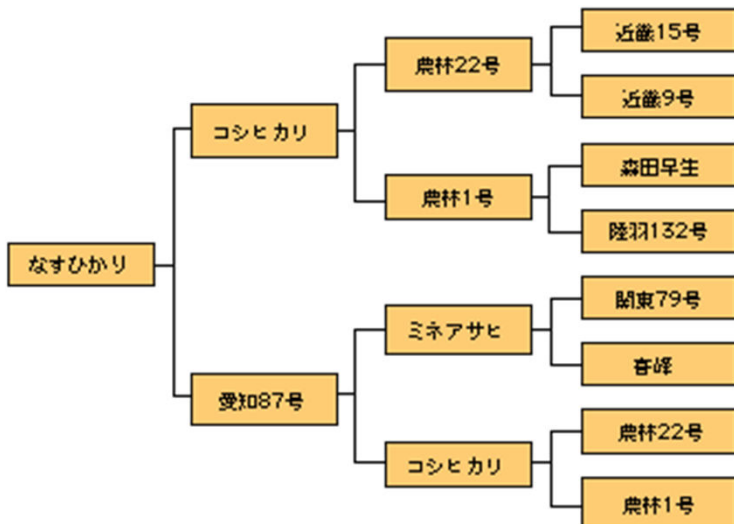 なすひかり
コシヒカリ
愛知87号
農林22号
農林1号
ミネアサヒ
コシヒカリ
近畿15号
近畿9号
森田早生
陸羽132号
関東79号
喜峰
農林22号
農林1号